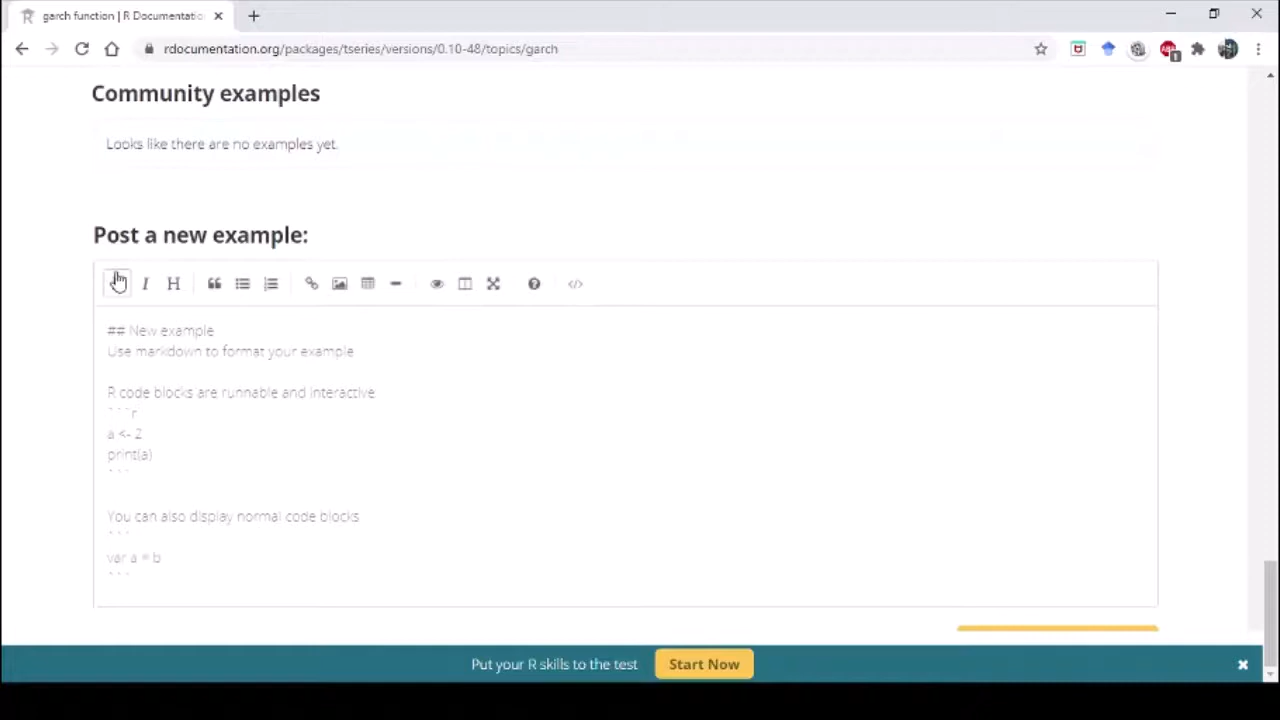 garch function | R Documentatio
rdocumentation.org/packages/tseries/versions/0.10-48/topics/garch
Community examples
Looks like there are no examples yet.
Post a new example:
I H
## New example
Use markdown to format your example
R code blocks are runnable and interactive
```r
a <- 2
print(a)
```
You can also display normal code blocks
```
var a = b
```
Put your R skills to the test Start Now